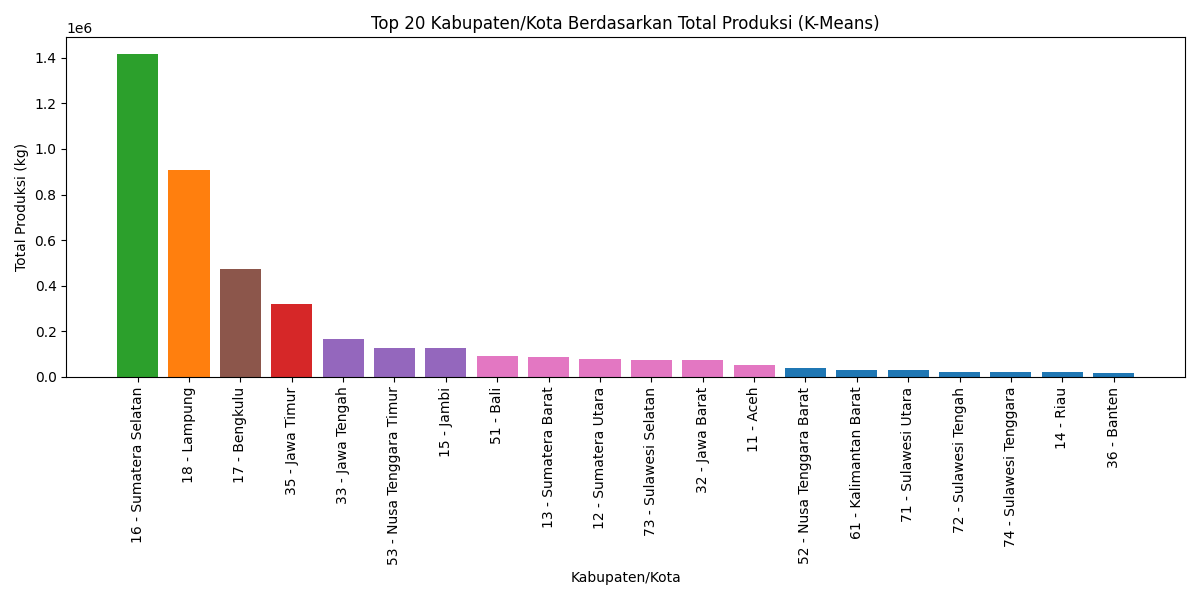 Top 20 Kabupaten/Kota Berdasarkan Total Produksi (K-Means)
1e6
Total Produksi (kg)
1.4
1.2
1.0
0.8
0.6
0.4
0.2
0.0
16 - Sumatera Selatan
18 - Lampung
17 - Bengkulu
35 - Jawa Timur
33 - Jawa Tengah
53 - Nusa Tenggara Timur
15 - Jambi
51 - Bali
13 - Sumatera Barat
12 - Sumatera Utara
73 - Sulawesi Selatan
32 - Jawa Barat
11 - Aceh
52 - Nusa Tenggara Barat
61 - Kalimantan Barat
71 - Sulawesi Utara
72 - Sulawesi Tengah
74 - Sulawesi Tenggara
14 - Riau
36 - Banten
Kabupaten/Kota